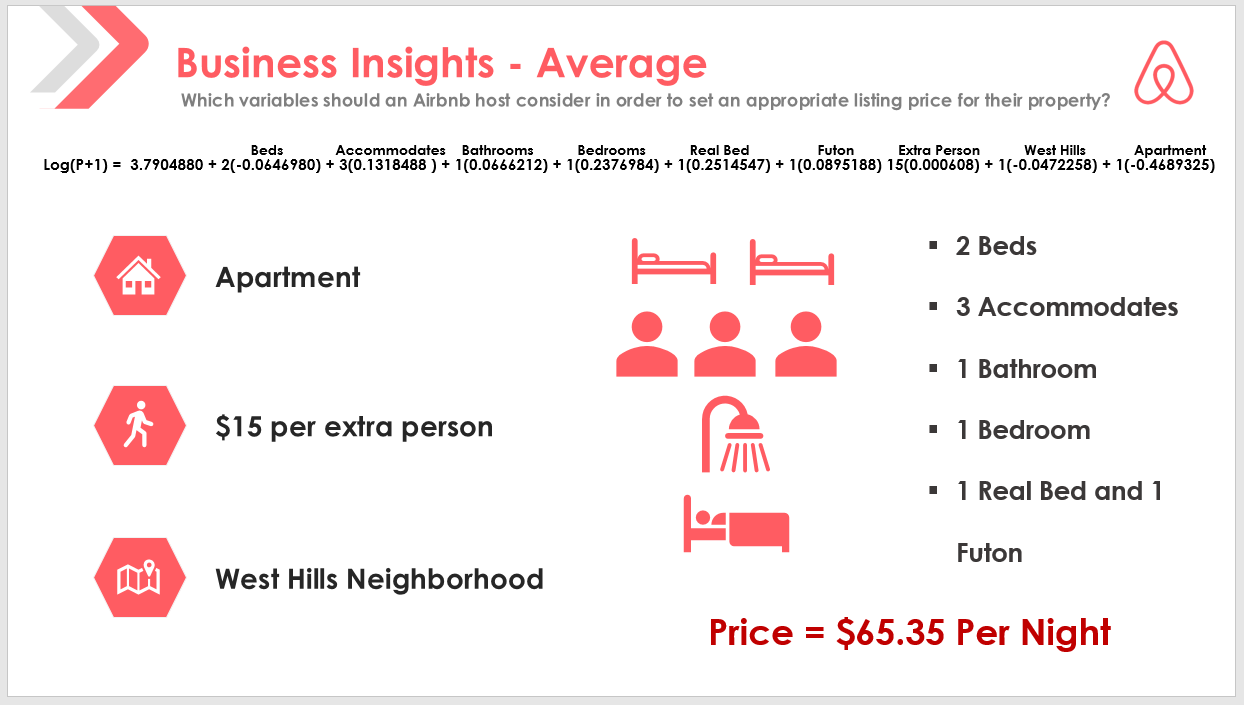 Business Insights - Average
Which variables should an Airbnb host consider in order to set an appropriate listing price for their property?
Beds Accommodates Bathrooms Bedrooms Real Bed Futon Extra Person West Hills Apartment
Log(P+1) = 3.7904880 + 2(-0.0646980) + 3(0.1318488 ) + 1(0.0666212) + 1(0.2376984) + 1(0.2514547) + 1(0.0895188) 15(0.000608) + 1(-0.0472258) + 1(-0.4689325)
Apartment
$15 per extra person
West Hills Neighborhood
▪ 2 Beds
▪ 3 Accommodates
▪ 1 Bathroom
▪ 1 Bedroom
▪ 1 Real Bed and 1
Futon
Price = $65.35 Per Night